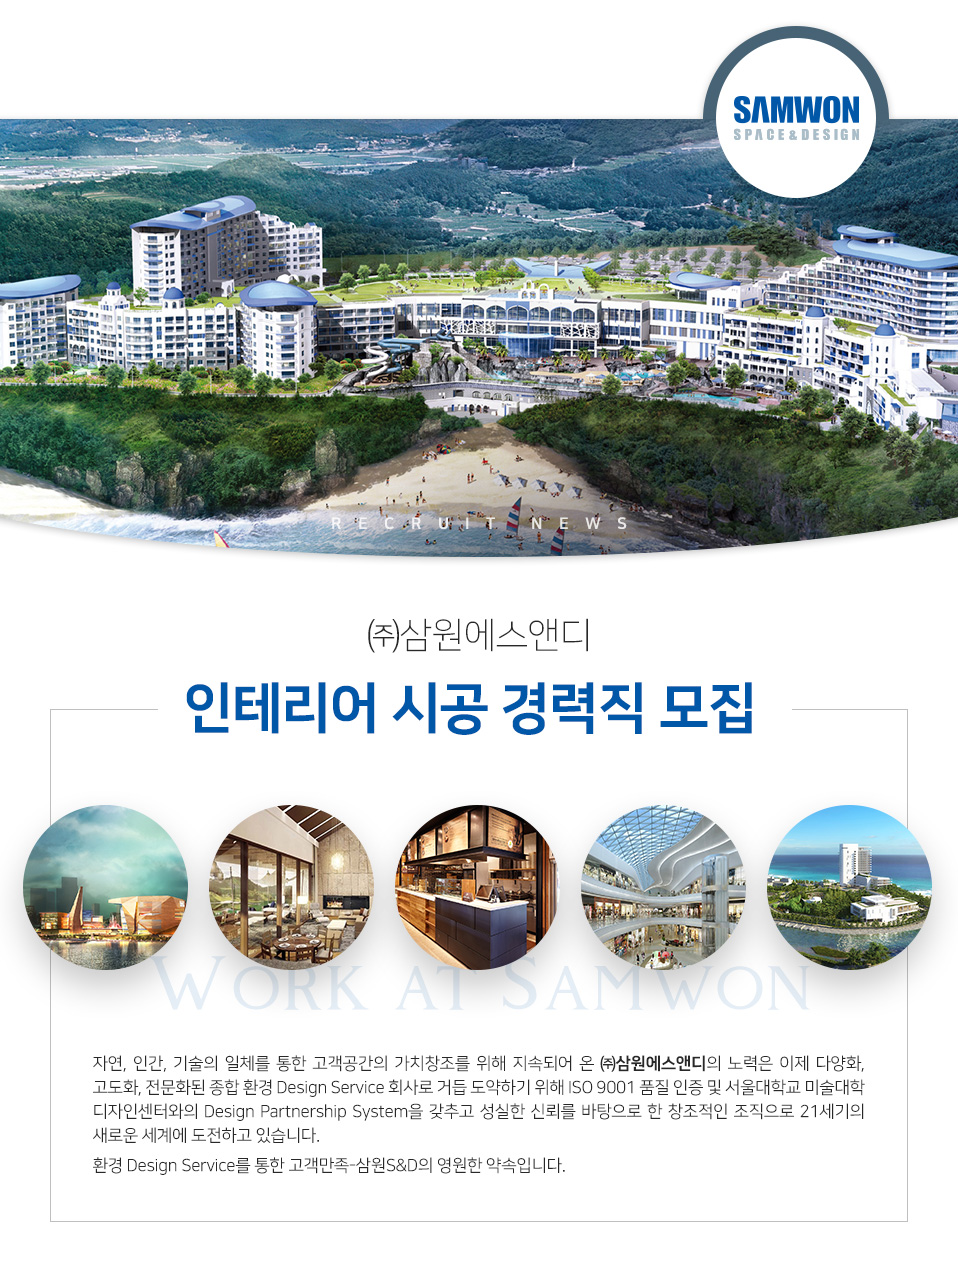 SAMWON
SPACE&DESIGN
RECRUIT NEWS
㈜삼원에스앤디
인테리어 시공 경력직 모집
WORK AT SAMWON
자연, 인간, 기술의 일체를 통한 고객공간의 가치창조를 위해 지속되어 온 ㈜삼원에스앤디의 노력은 이제 다양화,
고도화, 전문화된 종합 환경 Design Service 회사로 거듭 도약하기 위해 ISO 9001 품질 인증 및 서울대학교 미술대학
디자인센터와의 Design Partnership System을 갖추고 성실한 신뢰를 바탕으로 한 창조적인 조직으로 21세기의
새로운 세계에 도전하고 있습니다.
환경 Design Service를 통한 고객만족-삼원S&D의 영원한 약속입니다.